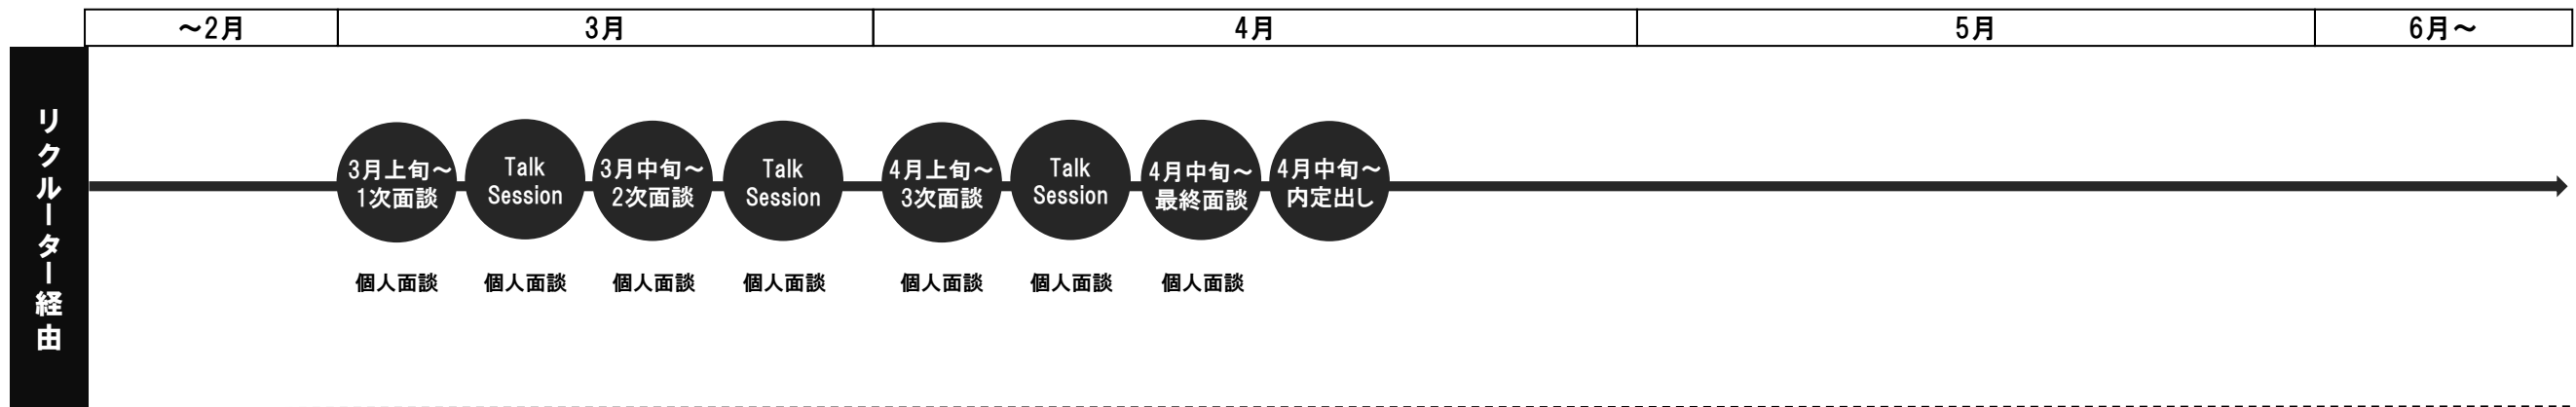 ～2月
3月
4月
5月
6月～
リクルーター経由
3月上旬～
1次面談
Talk
Session
3月中旬～
2次面談
Talk
Session
4月上旬～
3次面談
Talk
Session
4月中旬～
最終面談
4月中旬～
内定出し
個人面談
個人面談
個人面談
個人面談
個人面談
個人面談
個人面談